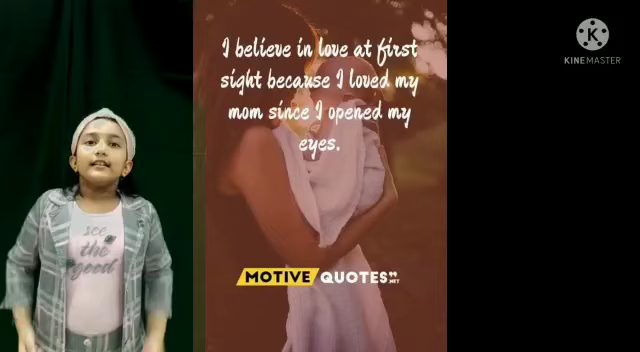 I believe in love at first
sight because I loved my
mom since I opened my
eyes.
MOTIVE QUOTES.NET
see
the
good
K
KINEMASTER